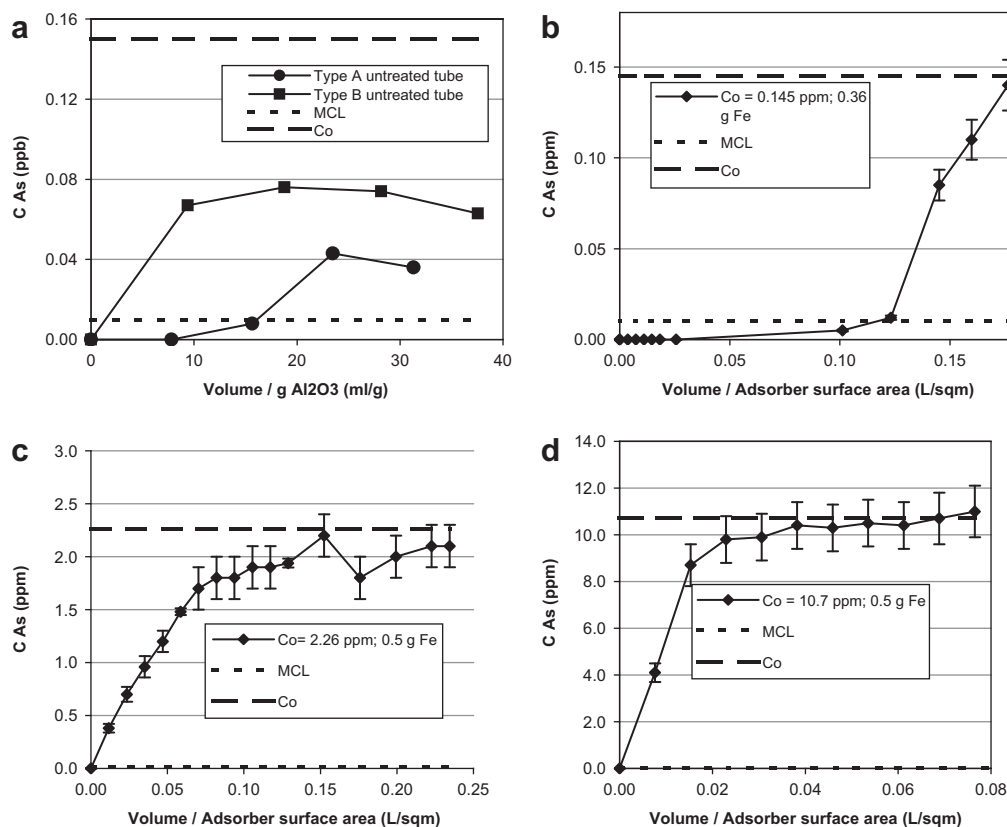 a
0.16
0.12
0.08
0.04
0.00
C As (ppb)
Type A untreated tube
Type B untreated tube
MCL
Co
0 10 20 30 40
Volume / g Al2O3 (ml/g)
b
0.15
0.10
0.05
0.00
C As (ppm)
Co = 0.145 ppm; 0.36
g Fe
MCL
Co
0.00 0.05 0.10 0.15
Volume / Adsorber surface area (L/sqm)
c
3.0
2.5
2.0
1.5
1.0
0.5
0.0
C As (ppm)
Co= 2.26 ppm; 0.5 g Fe
MCL
Co
0.00 0.05 0.10 0.15 0.20 0.25
Volume / Adsorber surface area (L/sqm)
d
14.0
12.0
10.0
8.0
6.0
4.0
2.0
0.0
C As (ppm)
Co = 10.7 ppm; 0.5 g Fe
MCL
Co
0.00 0.02 0.04 0.06 0.08
Volume / Adsorber surface area (L/sqm)